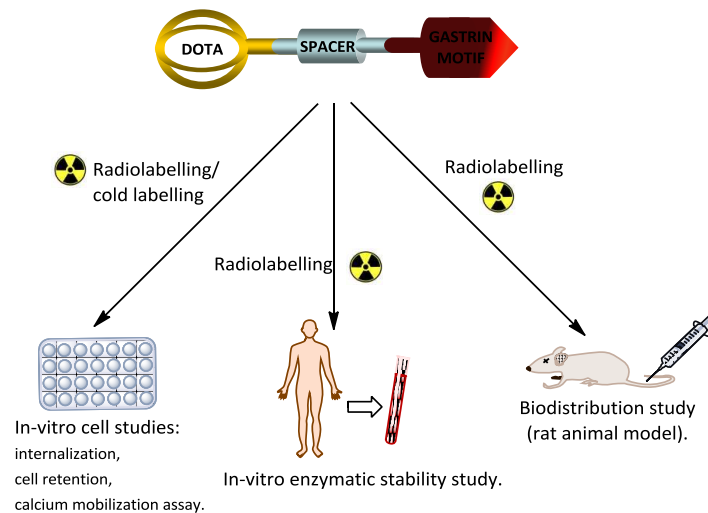 DOTA
SPACER
GASTRIN
MOTIF
Radiolabelling/
cold labelling
Radiolabelling
Radiolabelling
In-vitro cell studies:
internalization,
cell retention,
calcium mobilization assay.
In-vitro enzymatic stability study.
Biodistribution study
(rat animal model).